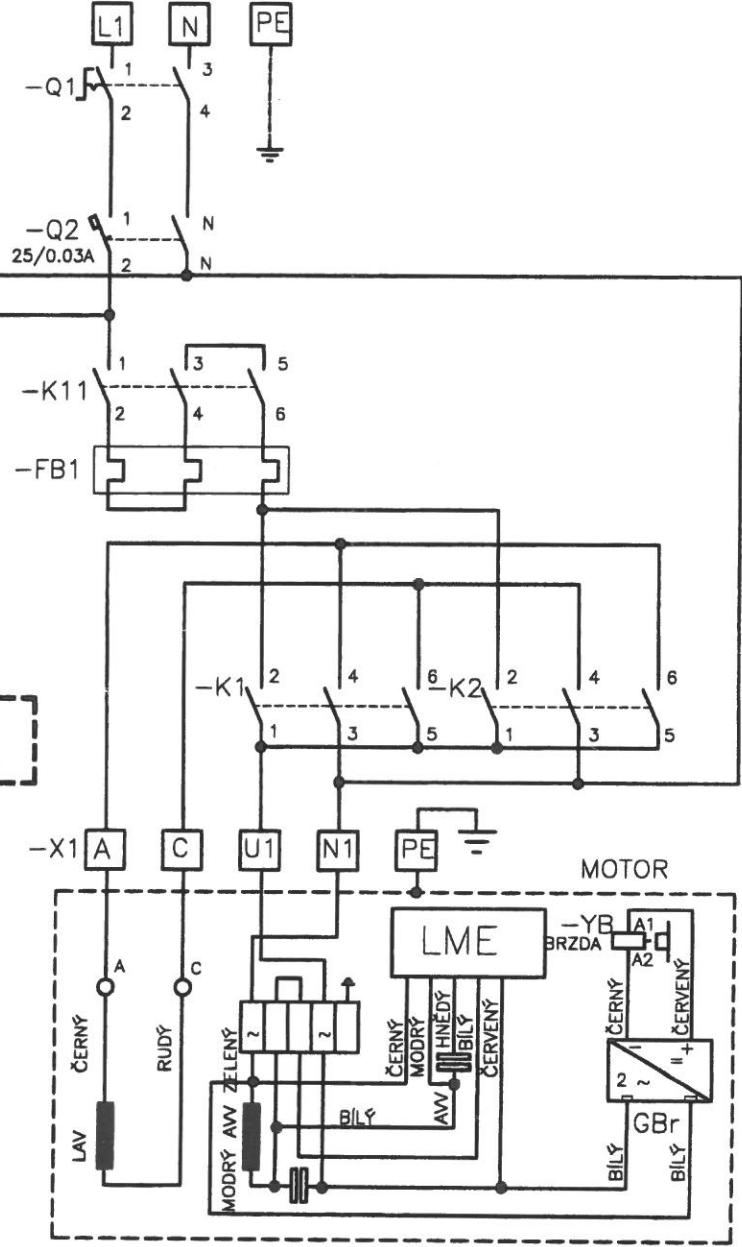 L1 N PE
-Q1 1 3
2 4
-Q2 1 N
25/0.03A
2 N
-K11 1 3 5
2 4 6
-FB1
-K1 2 4 6 -K2 2 4 6
1 3 5 1 3 5
-X1 A C U1 N1 PE
MOTOR
LME
-YB A1
BRZDA A2
A C
~ ~
ČERNÝ
RUDÝ
ZELENÝ
ČERNÝ
MODRÝ
HNĚDÝ
BÍLÝ
ČERVENÝ
ČERNÝ
ČERVENÝ
- = +
2 ~
GBr
LAV
MODRÝ AVV
BÍLÝ
AVV
BÍLÝ
BÍLÝ